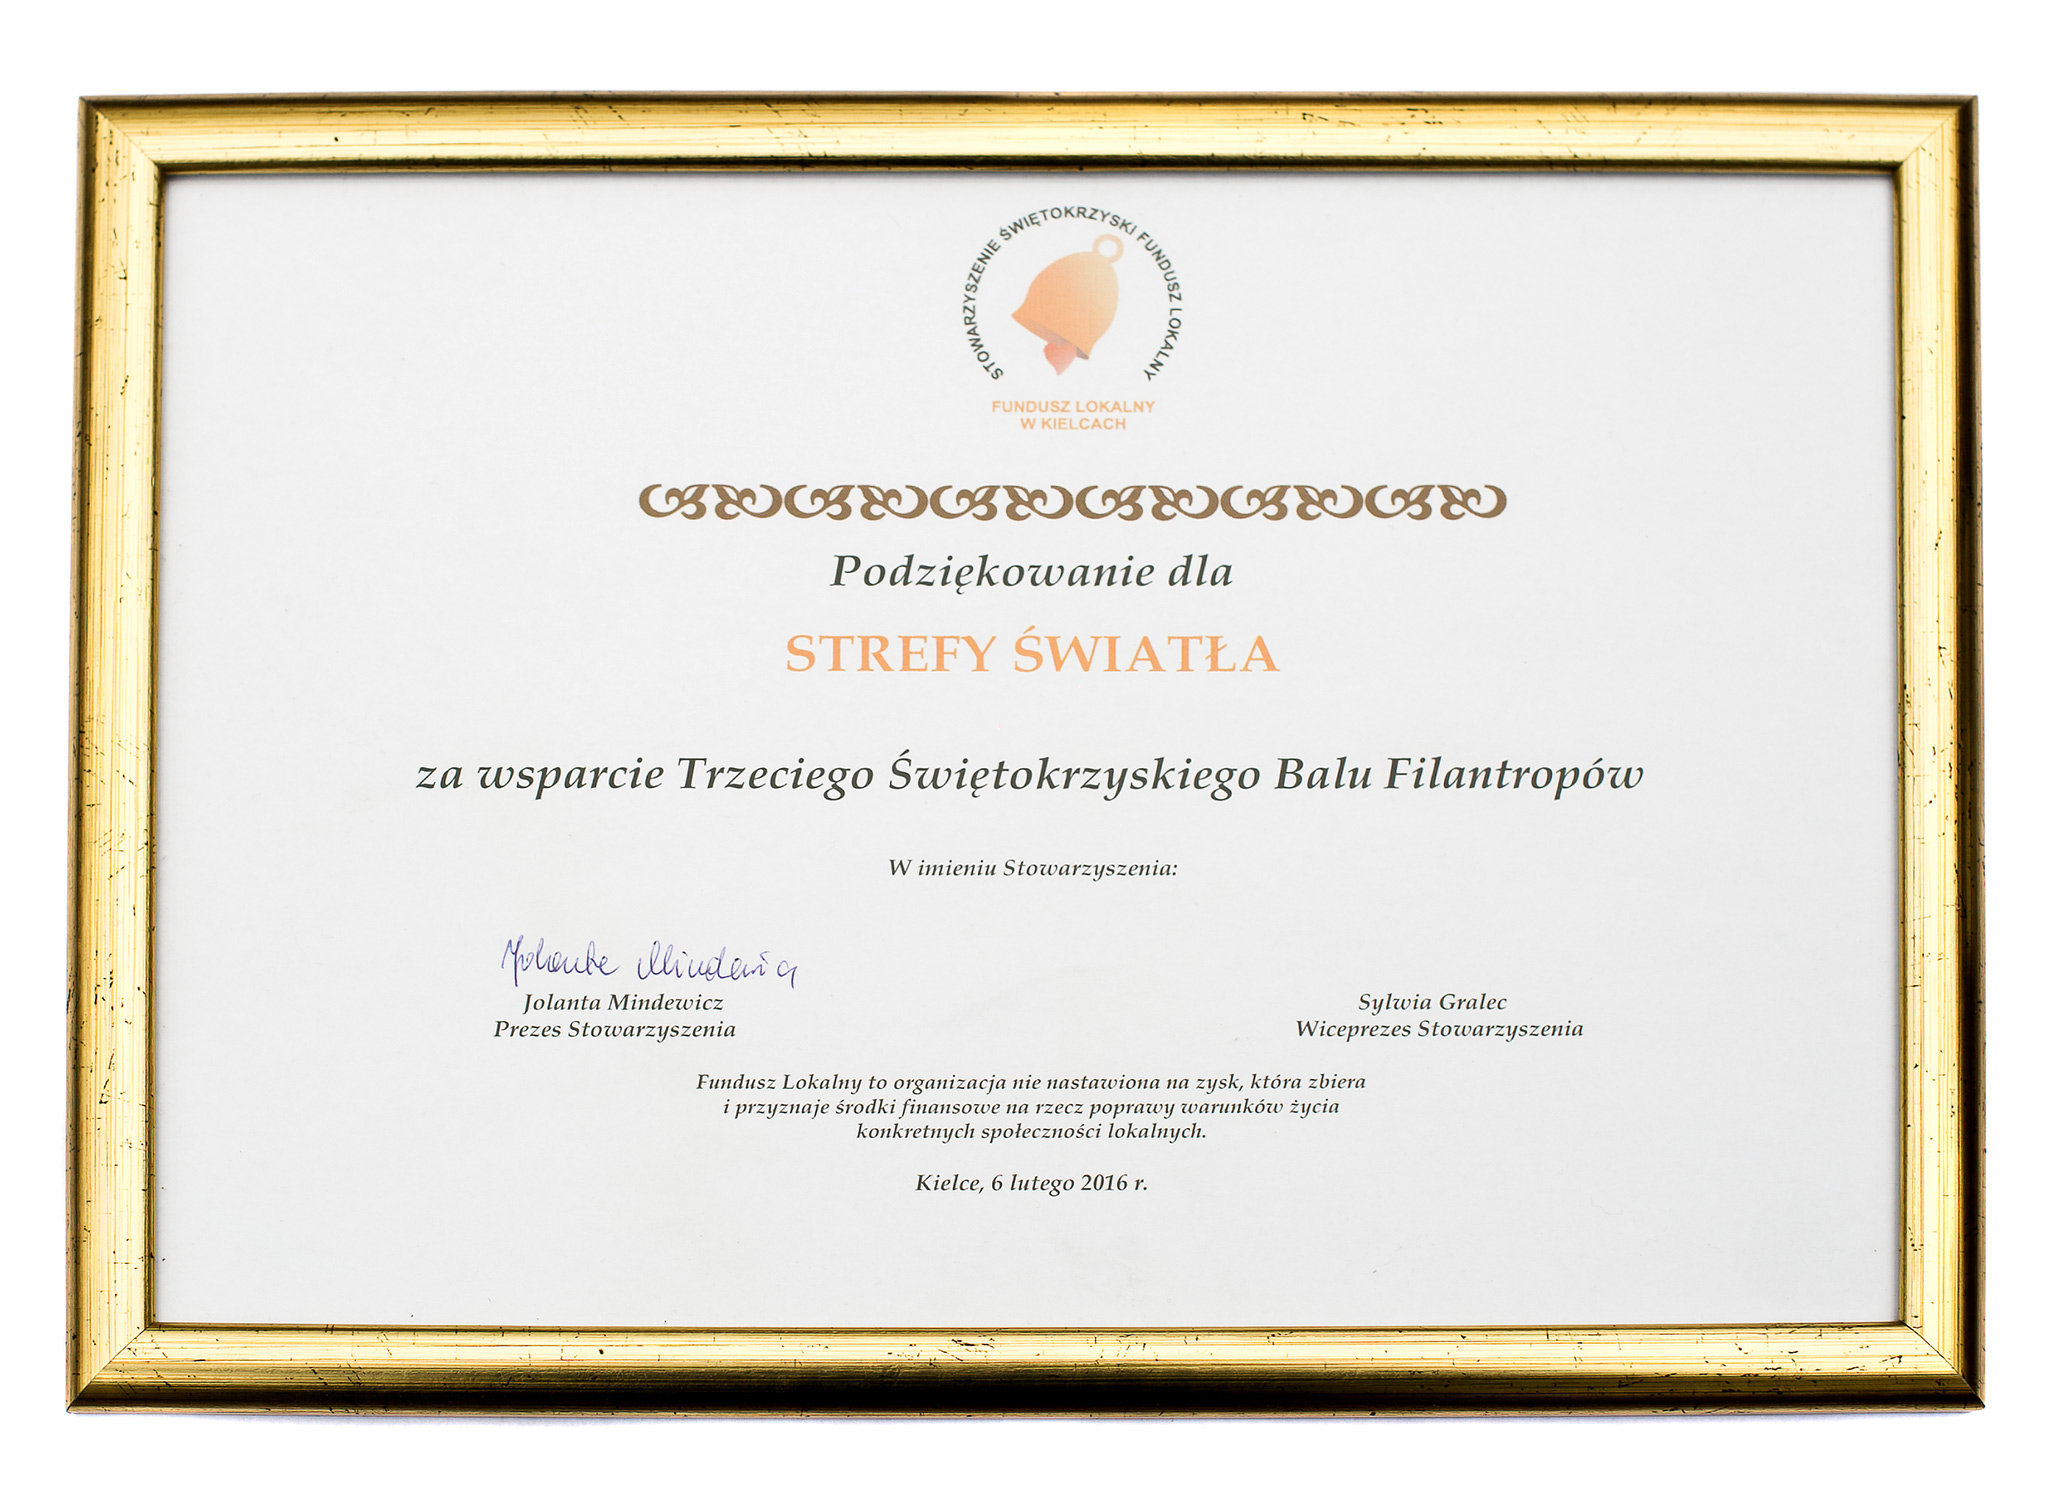 STOWARZYSZENIE ŚWIĘTOKRZYSKI FUNDUSZ LOKALNY
FUNDUSZ LOKALNY
W KIELCACH
Podziękowanie dla
STREFY ŚWIATŁA
za wsparcie Trzeciego Świętokrzyskiego Balu Filantropów
W imieniu Stowarzyszenia:
Jolanta Mindewicz
Jolanta Mindewicz
Prezes Stowarzyszenia
Sylwia Gralec
Wiceprezes Stowarzyszenia
Fundusz Lokalny to organizacja nie nastawiona na zysk, która zbiera
i przyznaje środki finansowe na rzecz poprawy warunków życia
konkretnych społeczności lokalnych.
Kielce, 6 lutego 2016 r.